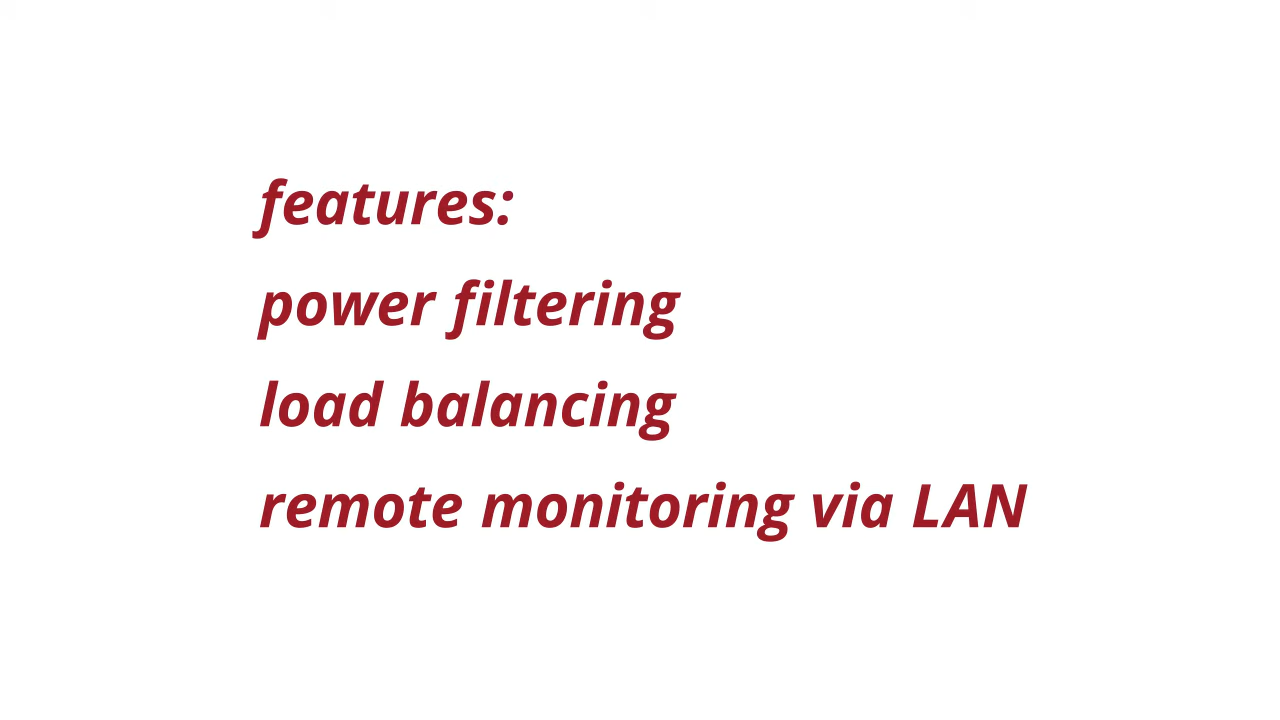 features:
power filtering
load balancing
remote monitoring via LAN